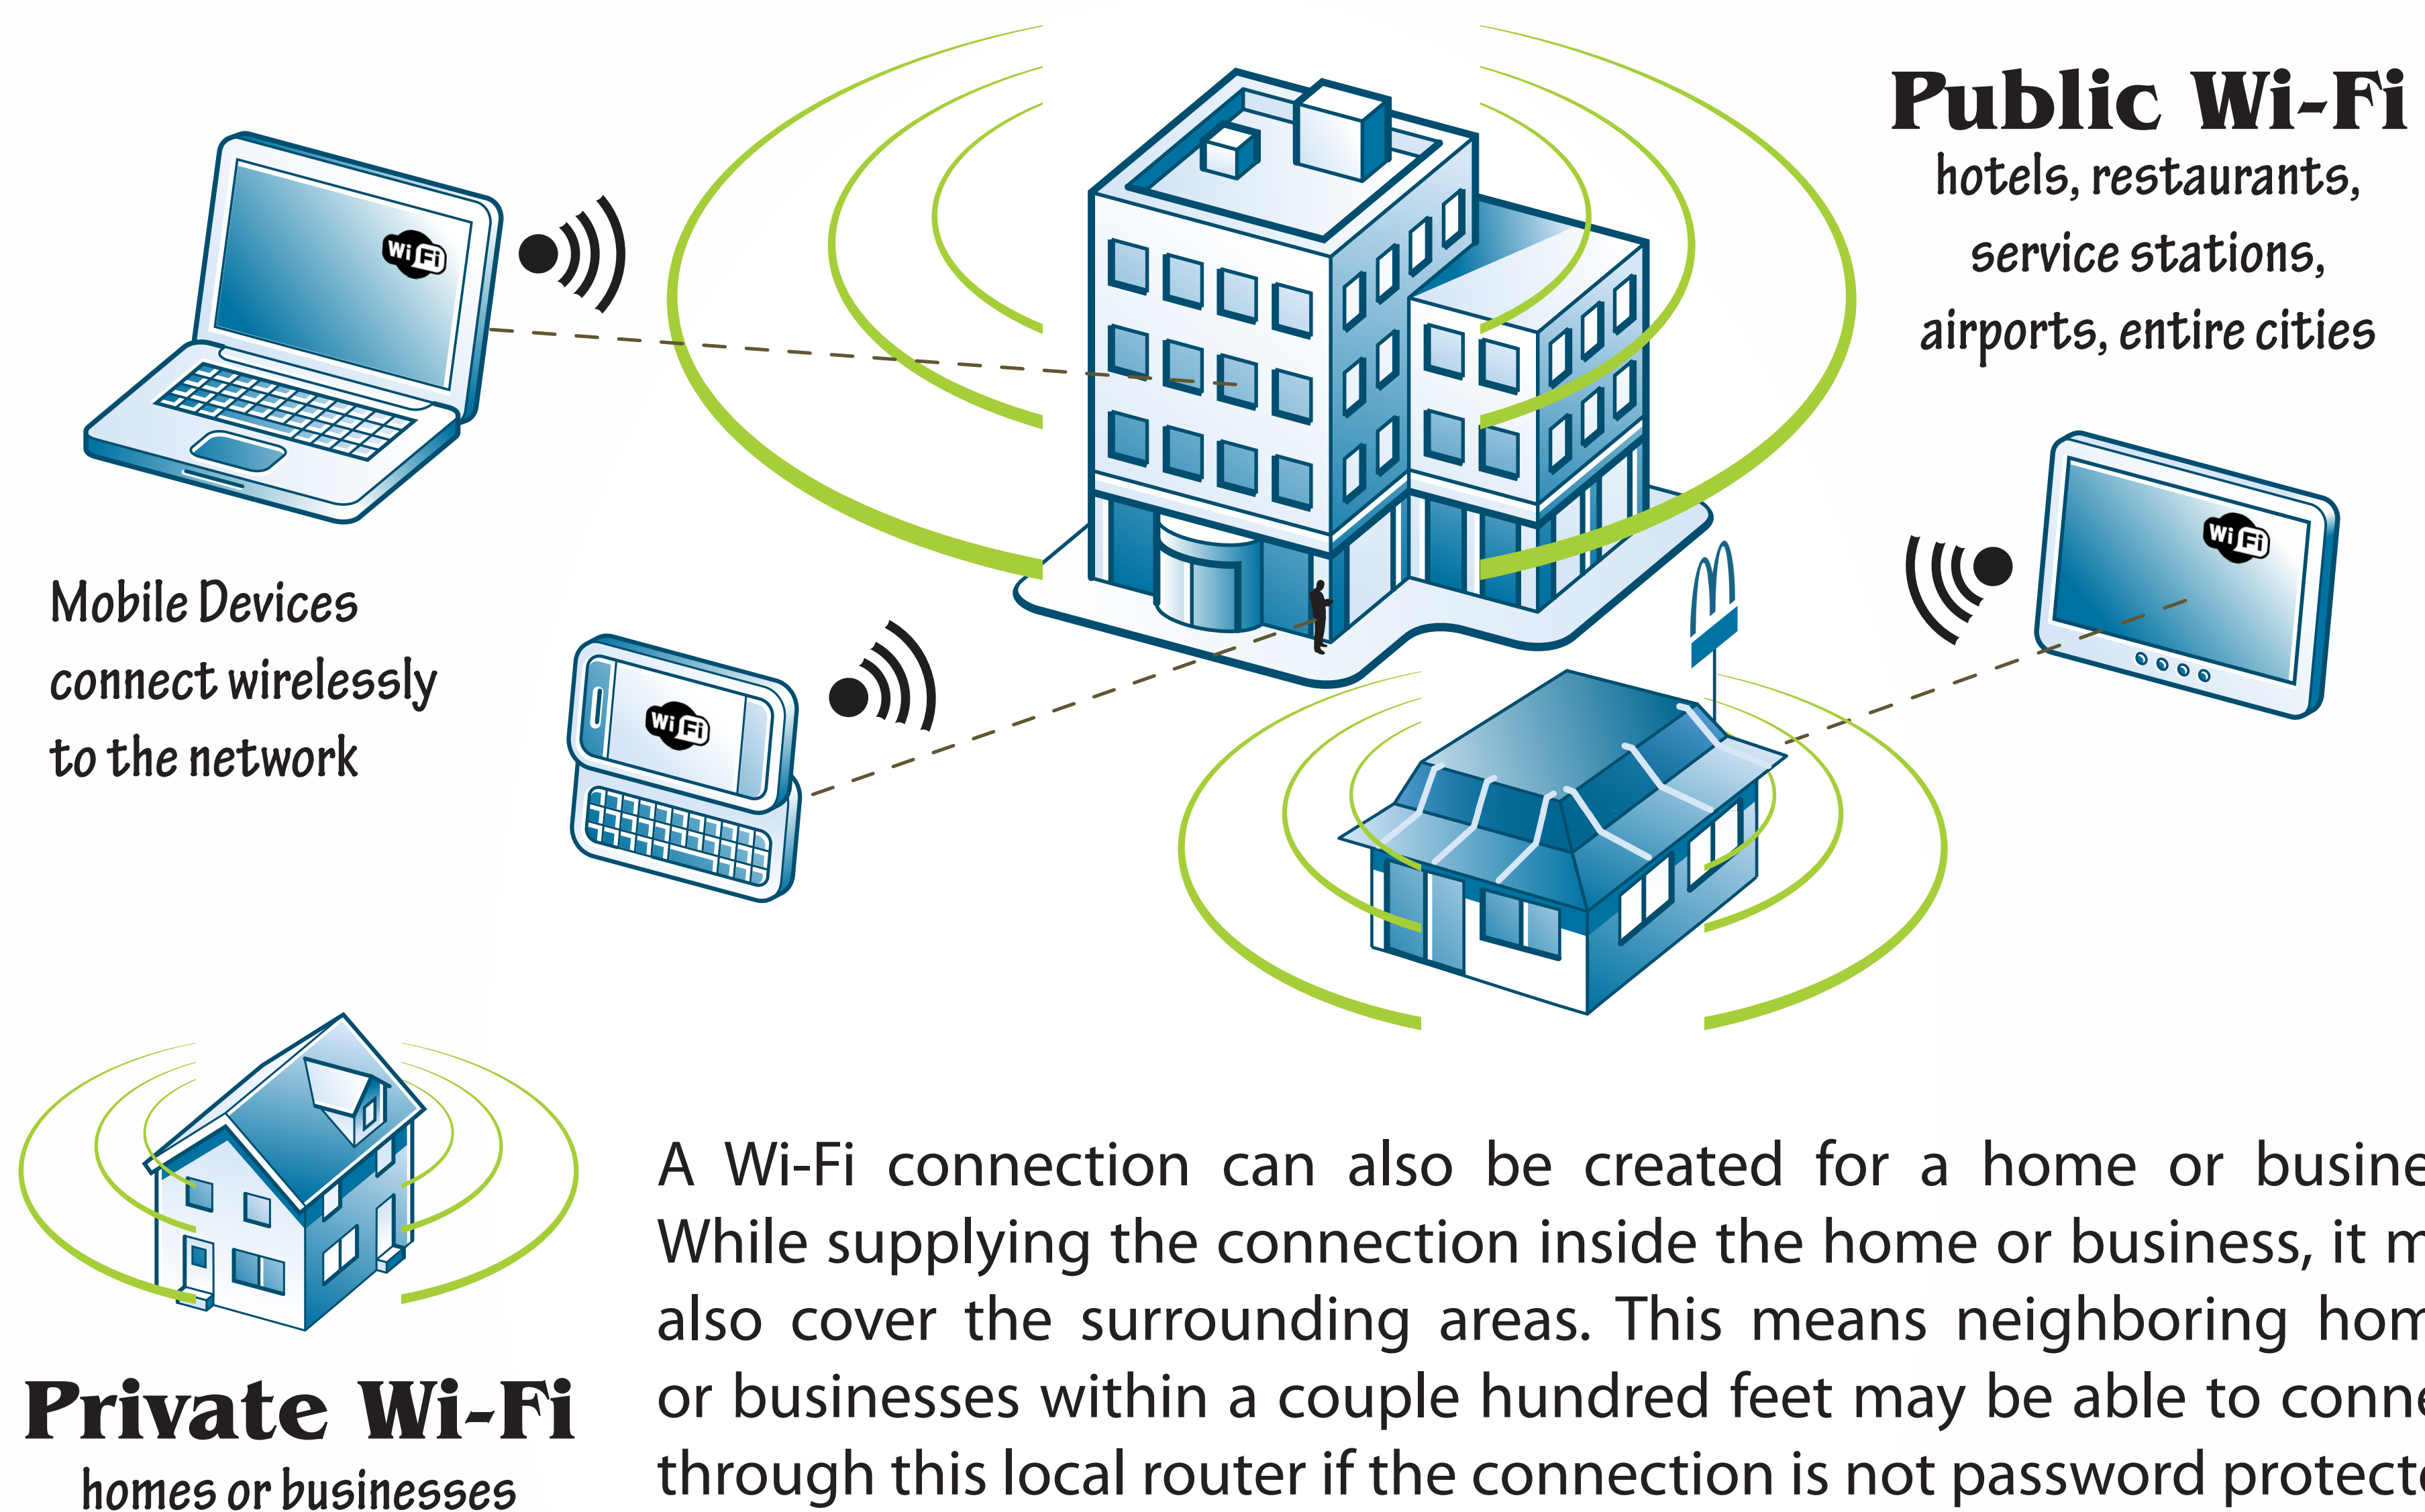 Public Wi-Fi
hotels, restaurants,
service stations,
airports, entire cities
Wi Fi
Wi Fi
Mobile Devices
connect wirelessly
to the network
Wi Fi
A Wi-Fi connection can also be created for a home or
While supplying the connection inside the home or business, it
also cover the surrounding areas. This means neighboring
or businesses within a couple hundred feet may be able to
through this local router if the connection is not password
Private Wi-Fi
homes or businesses